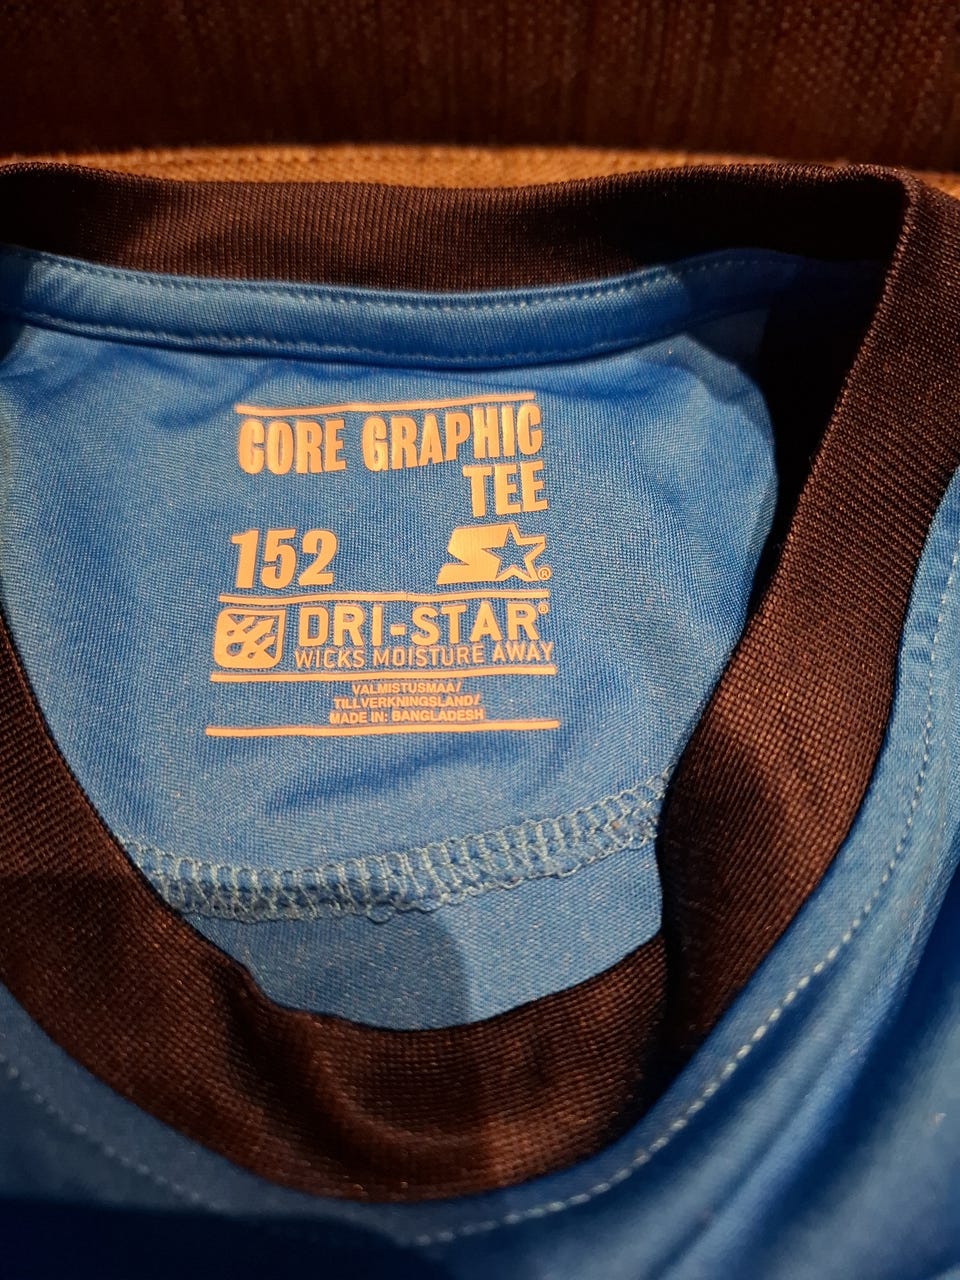 CORE GRAPHIC
TEE
152
®
DRI-STAR®
WICKS MOISTURE AWAY
VALMISTUSMAA/
TILLVERKNINGSLAND/
MADE IN: BANGLADESH